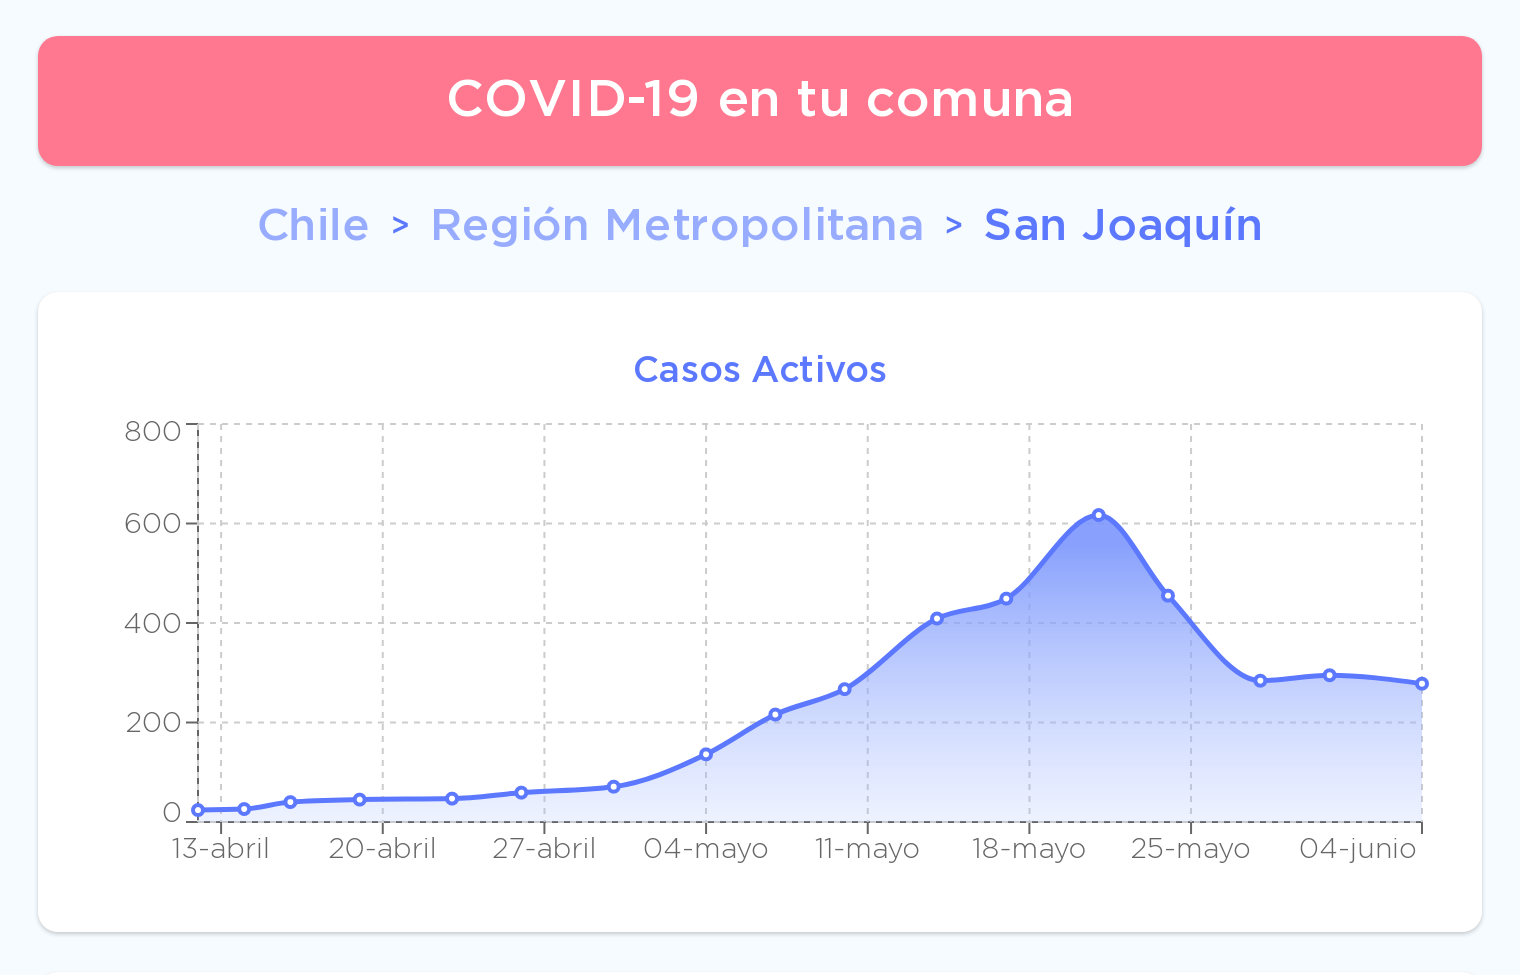 COVID-19 en tu comuna
Chile > Región Metropolitana > San Joaquín
Casos Activos
800
600
400
200
0
13-abril 20-abril 27-abril 04-mayo 11-mayo 18-mayo 25-mayo 04-junio